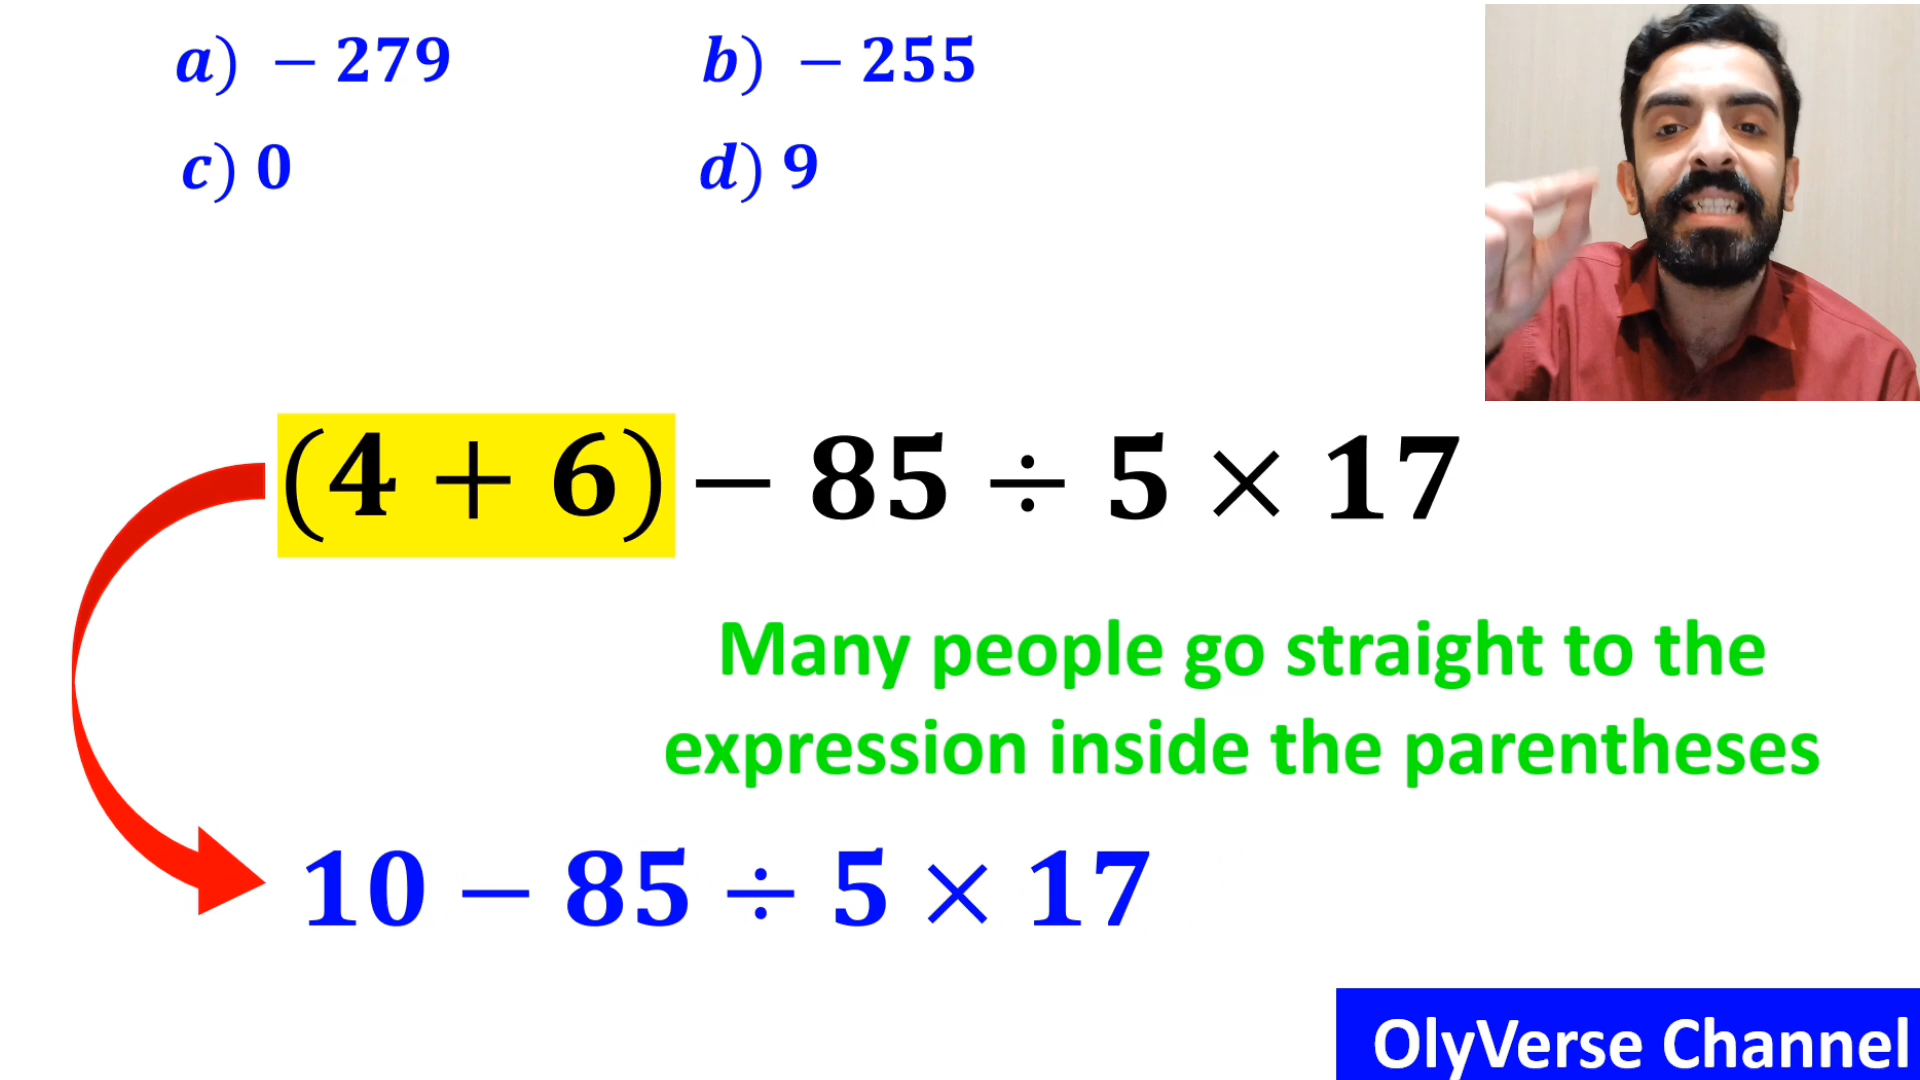 a) − 279 b) − 255
c) 0 d) 9
(4 + 6) − 85 ÷ 5 × 17
Many people go straight to the
expression inside the parentheses
10 − 85 ÷ 5 × 17
OlyVerse Channel